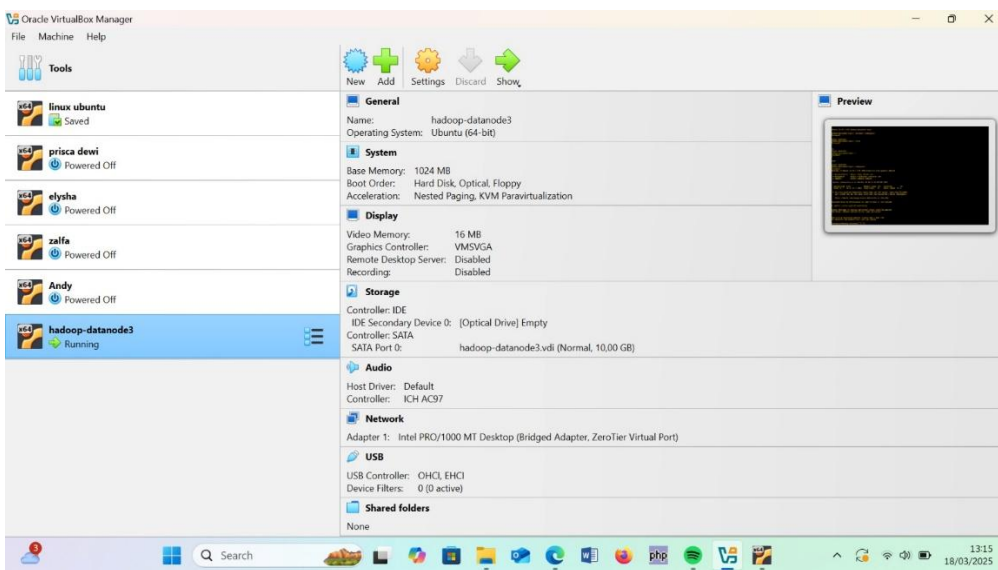 Oracle VirtualBox Manager
File Machine Help
Tools
New Add Settings Discard Show
linux ubuntu
Saved
prisca dewi
Powered Off
elysha
Powered Off
zalfa
Powered Off
Andy
Powered Off
hadoop-datanode3
Running
General
Name: hadoop-datanode3
Operating System: Ubuntu (64-bit)
System
Base Memory: 1024 MB
Boot Order: Hard Disk, Optical, Floppy
Acceleration: Nested Paging, KVM Paravirtualization
Display
Video Memory: 16 MB
Graphics Controller: VMSVGA
Remote Desktop Server: Disabled
Recording: Disabled
Storage
Controller: IDE
IDE Secondary Device 0: [Optical Drive] Empty
Controller: SATA
SATA Port 0: hadoop-datanode3.vdi (Normal, 10,00 GB)
Audio
Host Driver: Default
Controller: ICH AC97
Network
Adapter 1: Intel PRO/1000 MT Desktop (Bridged Adapter, ZeroTier Virtual Port)
USB
USB Controller: OHCI, EHCI
Device Filters: 0 (0 active)
Shared folders
None
Preview
3
Search
php
13:15
18/03/2025